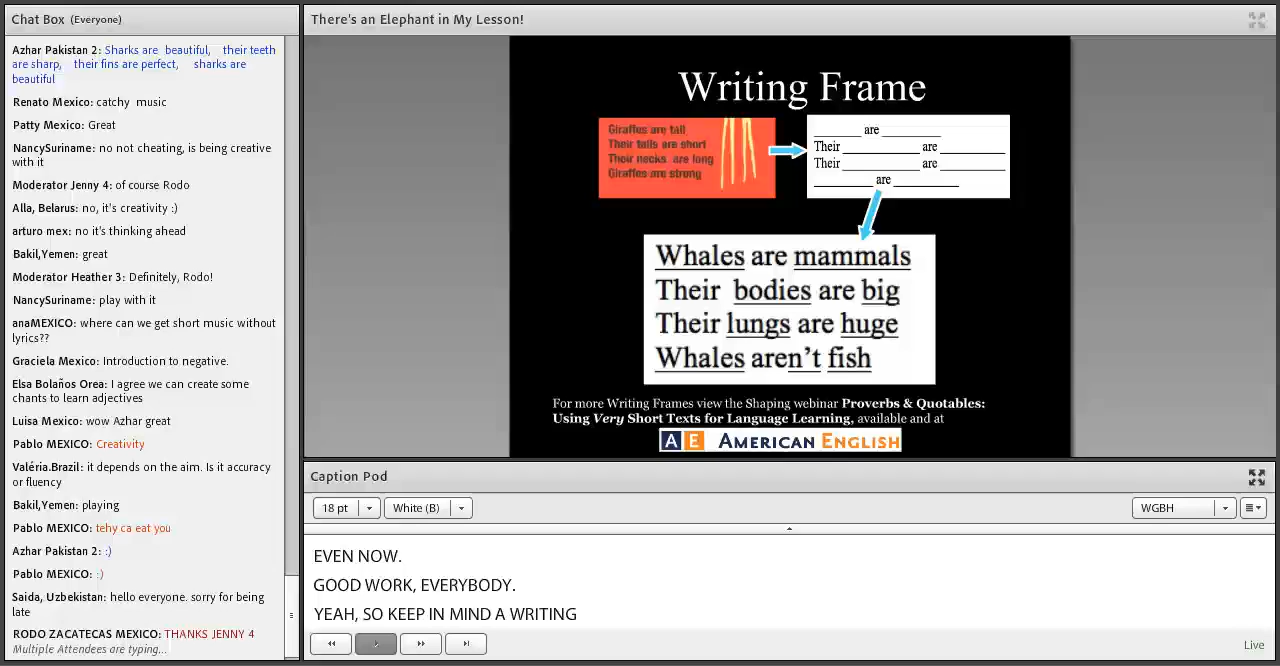 Chat Box (Everyone)
Azhar Pakistan 2: Sharks are beautiful, their teeth
are sharp, their fins are perfect, sharks are
beautiful
Renato Mexico: catchy music
Patty Mexico: Great
NancySuriname: no not cheating, is being creative
with it
Moderator Jenny 4: of course Rodo
Alla, Belarus: no, it's creativity :)
arturo mex: no it's thinking ahead
Bakil,Yemen: great
Moderator Heather 3: Definitely, Rodo!
NancySuriname: play with it
anaMEXICO: where can we get short music without
lyrics??
Graciela Mexico: Introduction to negative.
Elsa Bolaños Orea: I agree we can create some
chants to learn adjectives
Luisa Mexico: wow Azhar great
Pablo MEXICO: Creativity
Valéria.Brazil: it depends on the aim. Is it accuracy
or fluency
Bakil,Yemen: playing
Pablo MEXICO: tehy ca eat you
Azhar Pakistan 2: :)
Pablo MEXICO: :)
Saida, Uzbekistan: hello everyone. sorry for being
late
RODO ZACATECAS MEXICO: THANKS JENNY 4
Multiple Attendees are typing...
There's an Elephant in My Lesson!
Writing Frame
Giraffes are tall
Their tails are short
Their necks are long
Giraffes are strong
______ are ________
Their __________ are _________
Their __________ are _________
________ are _________
Whales are mammals
Their bodies are big
Their lungs are huge
Whales aren't fish
For more Writing Frames view the Shaping webinar Proverbs & Quotables:
Using Very Short Texts for Language Learning, available and at
AE AMERICAN ENGLISH
Caption Pod
18 pt
White (B)
WGBH
EVEN NOW.
GOOD WORK, EVERYBODY.
YEAH, SO KEEP IN MIND A WRITING
Live